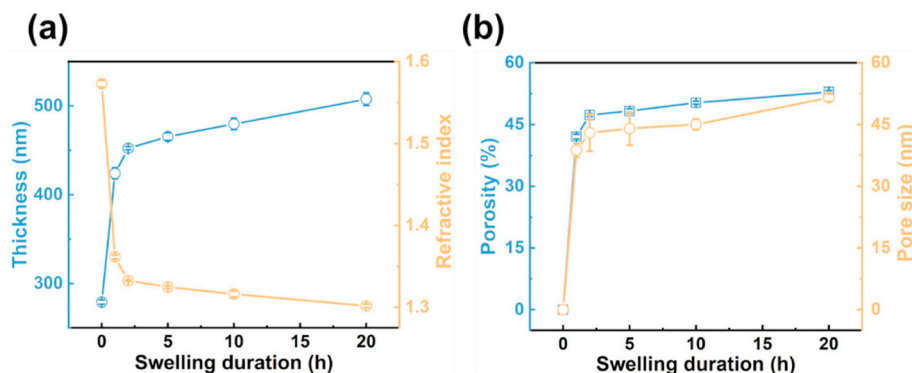 (a)
Thickness (nm)
500
400
300
Refractive index
1.6
1.5
1.4
1.3
0 5 10 15 20
Swelling duration (h)
(b)
Porosity (%)
60
45
30
15
0
Pore size (nm)
60
45
30
15
0
0 5 10 15 20
Swelling duration (h)